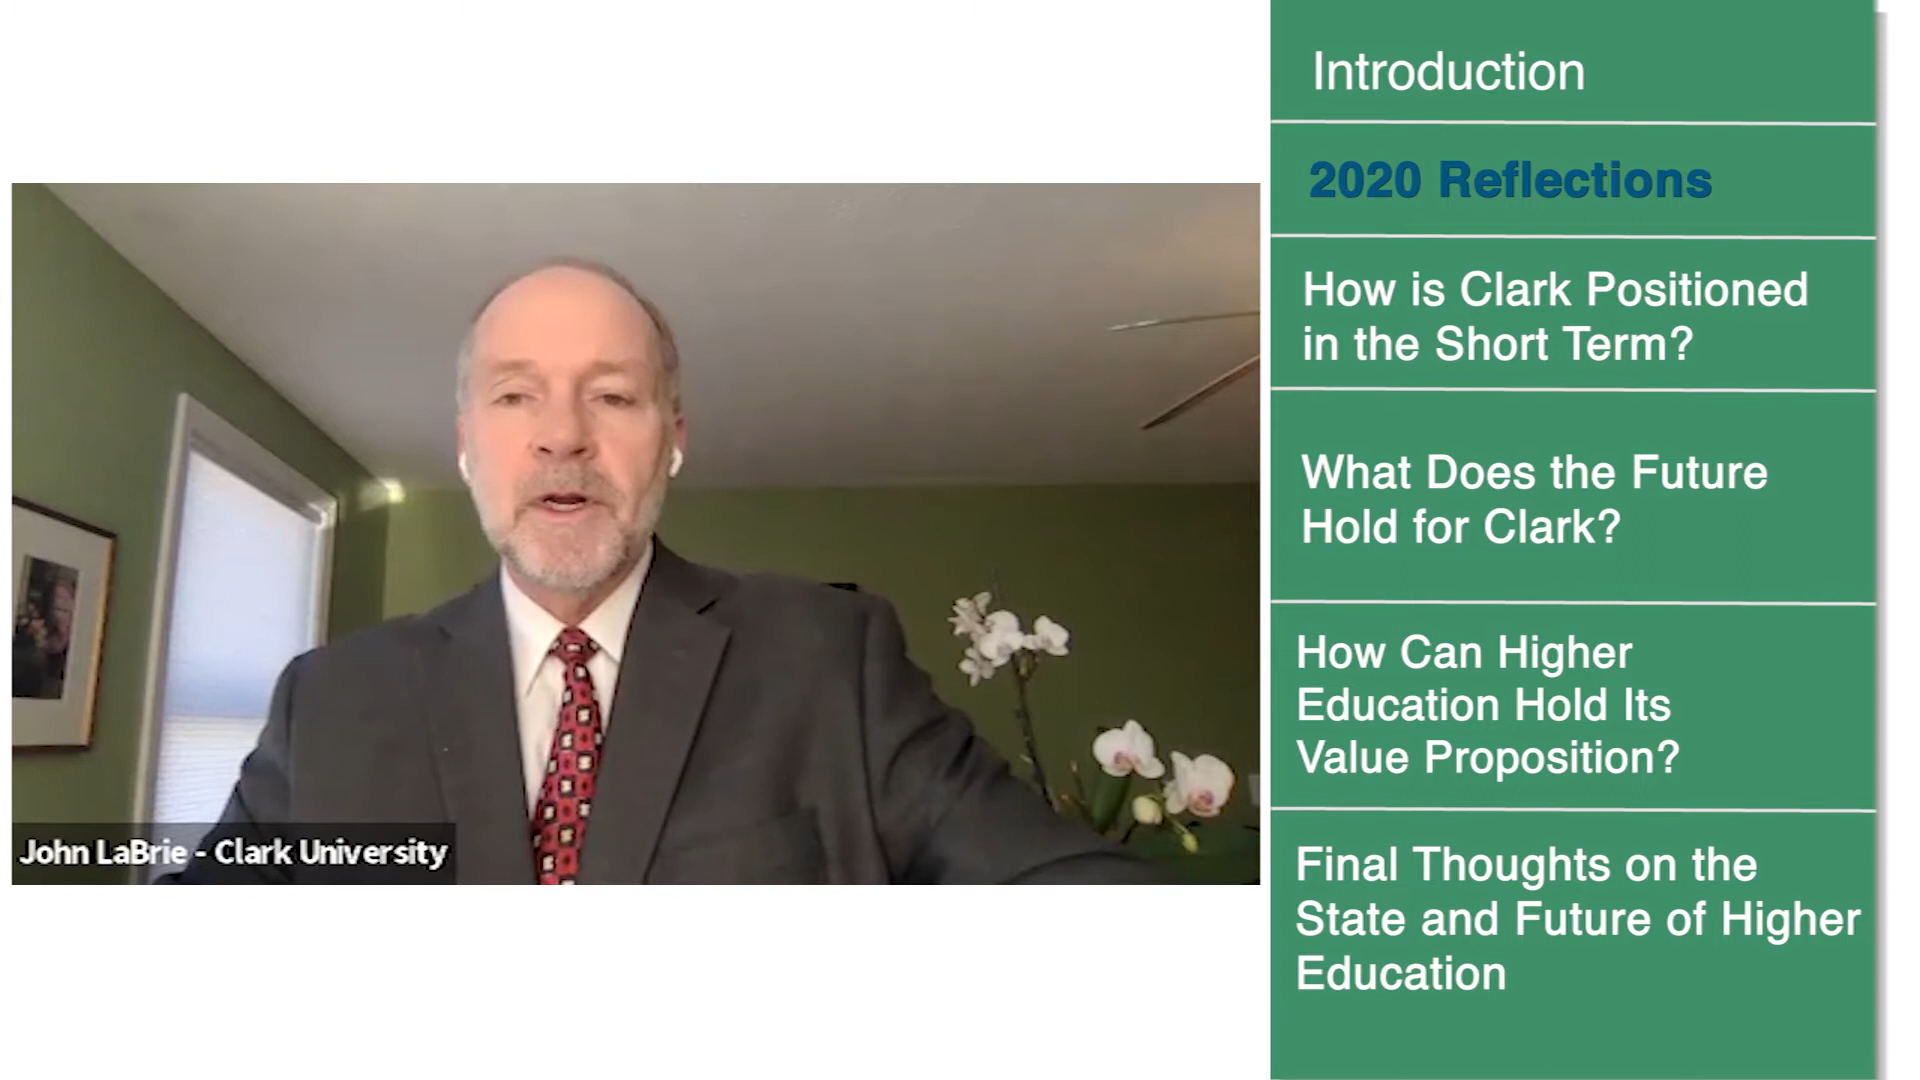 John LaBrie - Clark University
Introduction
2020 Reflections
How is Clark Positioned
in the Short Term?
What Does the Future
Hold for Clark?
How Can Higher
Education Hold Its
Value Proposition?
Final Thoughts on the
State and Future of Higher
Education